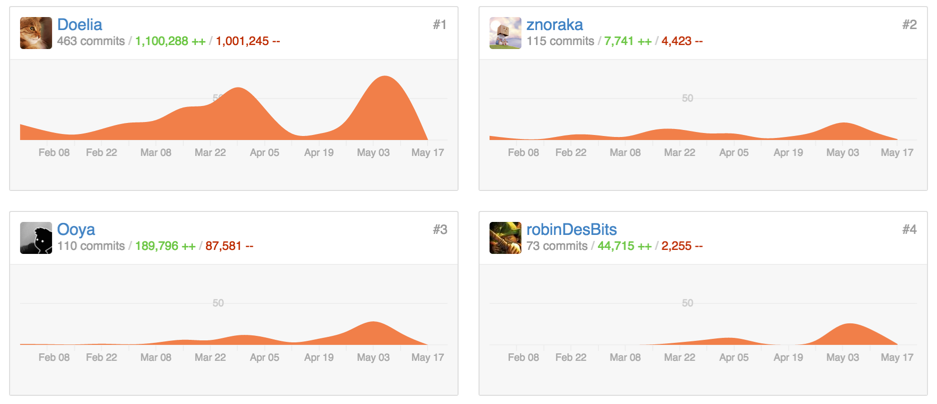 Doelia #1
463 commits / 1,100,288 ++ / 1,001,245 --
50
Feb 08 Feb 22 Mar 08 Mar 22 Apr 05 Apr 19 May 03 May 17
znoraka #2
115 commits / 7,741 ++ / 4,423 --
50
Feb 08 Feb 22 Mar 08 Mar 22 Apr 05 Apr 19 May 03 May 17
Ooya #3
110 commits / 189,796 ++ / 87,581 --
50
Feb 08 Feb 22 Mar 08 Mar 22 Apr 05 Apr 19 May 03 May 17
robinDesBits #4
73 commits / 44,715 ++ / 2,255 --
50
Feb 08 Feb 22 Mar 08 Mar 22 Apr 05 Apr 19 May 03 May 17